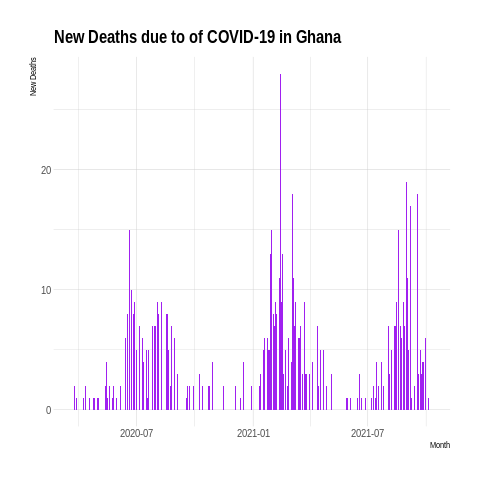 New Deaths due to of COVID-19 in Ghana
New Deaths
20
10
0
2020-07
2021-01
2021-07
Month